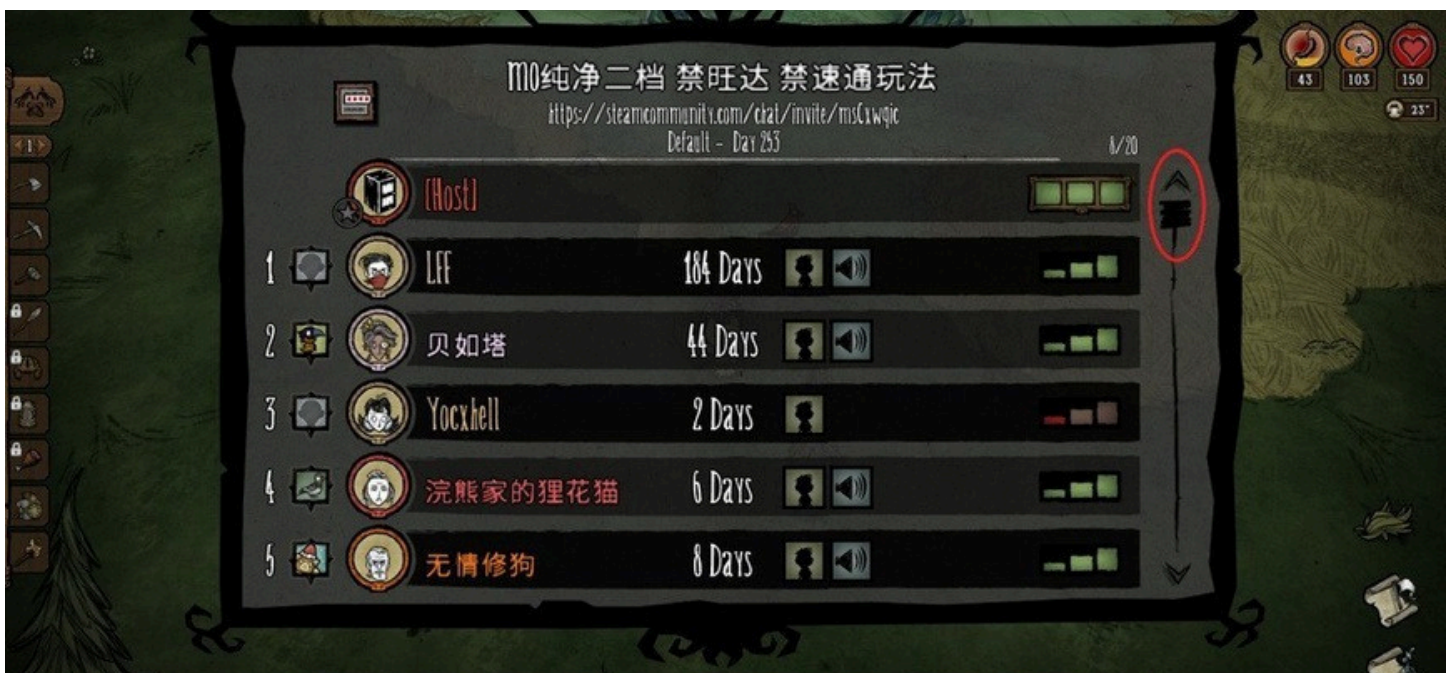 M0纯净二档 禁旺达 禁速通玩法
https://steamcommunity.com/chat/invite/msCxwqic
Default - Day 253
8/20
[Host]
1 LFF 184 Days
2 贝如塔 44 Days
3 Yocxhell 2 Days
4 浣熊家的狸花猫 6 Days
5 无情修狗 8 Days
43 103 150
23°
1